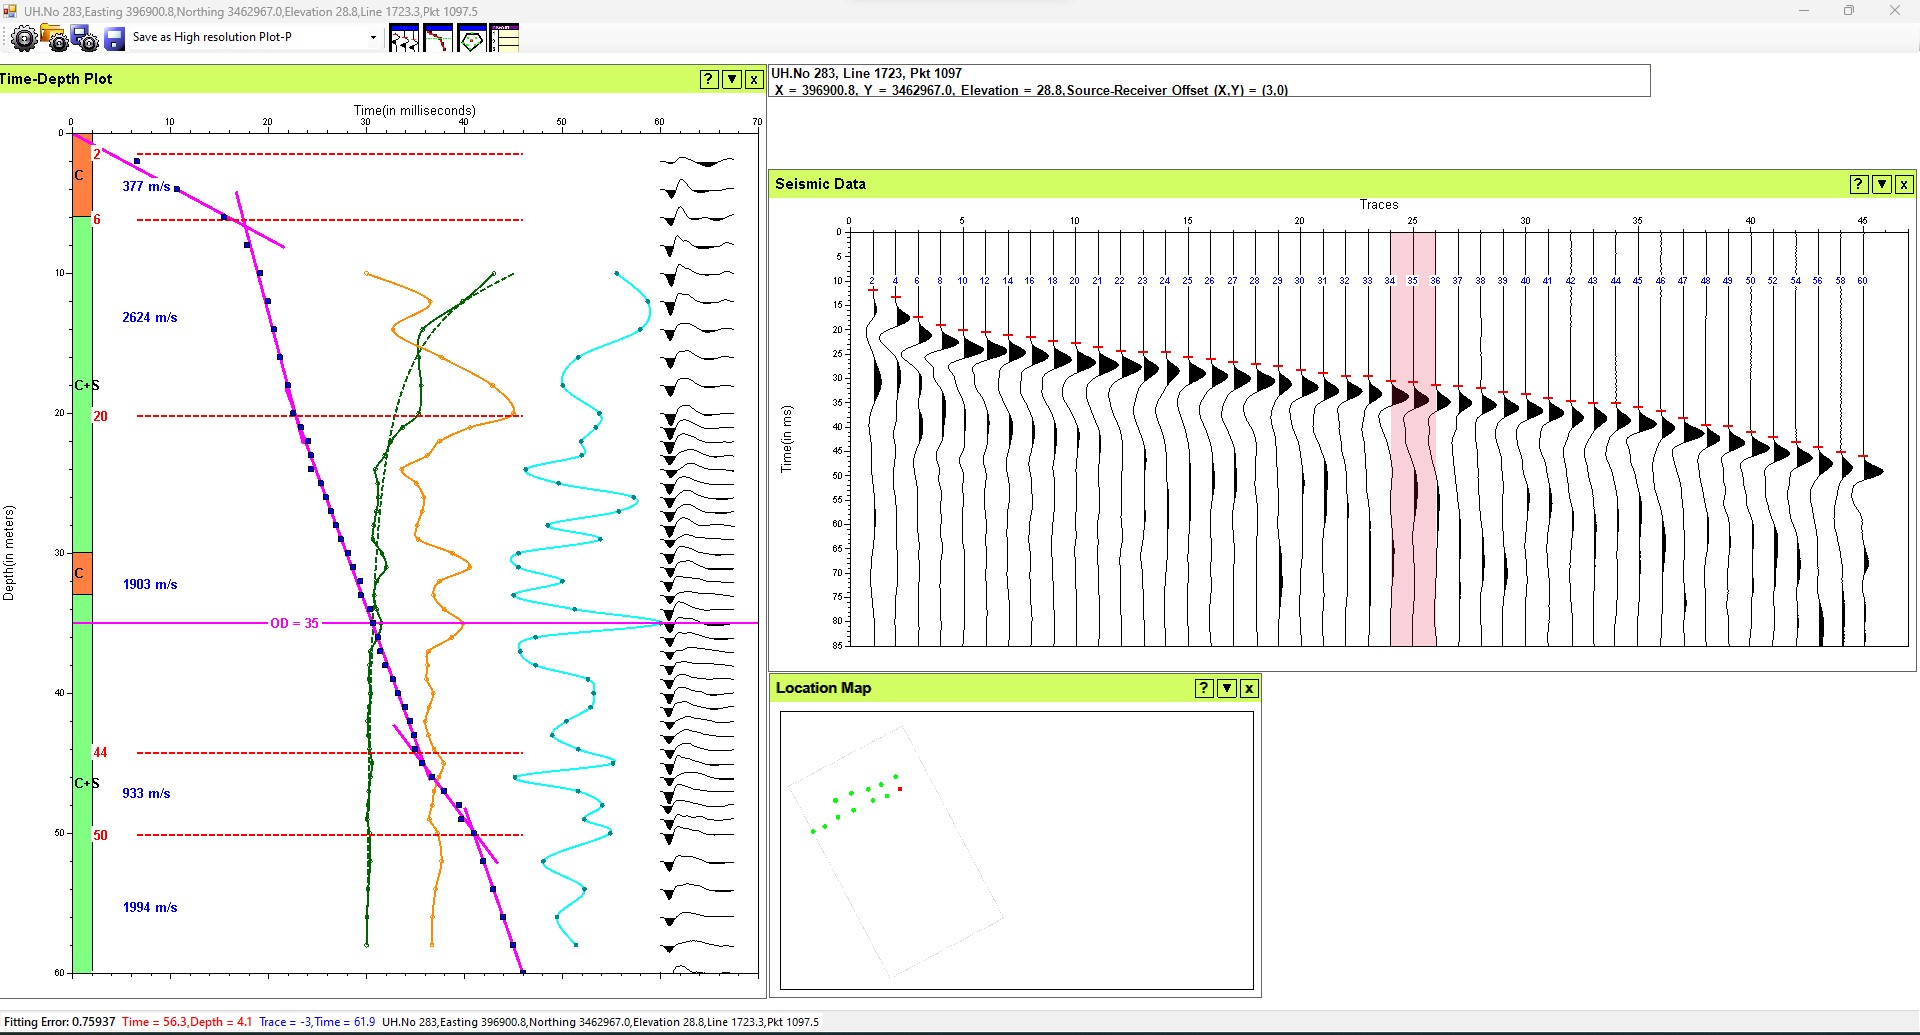 UH.No 283,Easting 396900.8,Northing 3462967.0,Elevation 28.8,Line 1723.3,Pkt 1097.5
Save as High resolution Plot-P
Time-Depth Plot
? ▼ x
Time(in milliseconds)
0 10 20 30 40 50 60 70
Depth(in meters)
0
10
20
30
40
50
60
2
C
377 m/s
6
2624 m/s
C+S
20
C
1903 m/s
OD = 35
44
C+S
933 m/s
50
1994 m/s
UH.No 283, Line 1723, Pkt 1097
X = 396900.8, Y = 3462967.0, Elevation = 28.8,Source-Receiver Offset (X,Y) = (3,0)
Seismic Data
? ▼ x
Traces
0 5 10 15 20 25 30 35 40 45
Time(in ms)
0
5
10
15
20
25
30
35
40
45
50
55
60
65
70
75
80
85
2 4 6 8 10 12 14 16 18 20 21 22 23 24 25 26 27 28 29 30 31 32 33 34 35 36 37 38 39 40 41 42 43 44 45 46 47 48 49 50 52 54 56 58 60
Location Map
? ▼ x
Fitting Error: 0.75937 Time = 56.3,Depth = 4.1 Trace = -3,Time = 61.9 UH.No 283,Easting 396900.8,Northing 3462967.0,Elevation 28.8,Line 1723.3,Pkt 1097.5